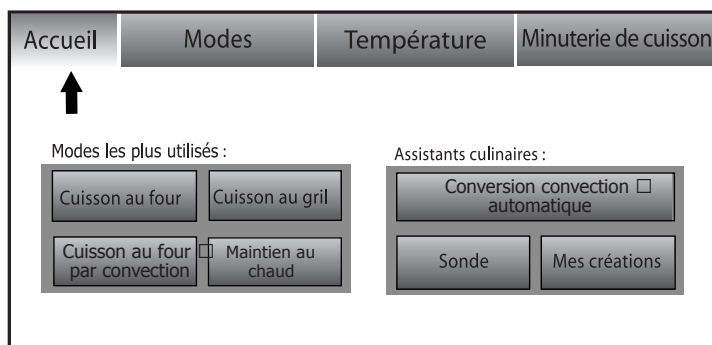 Accueil Modes Température Minuterie de cuisson
Modes les plus utilisés :
Cuisson au four Cuisson au gril
Cuisson au four
par convection
Maintien au
chaud
Assistants culinaires :
Conversion convection □
automatique
Sonde Mes créations